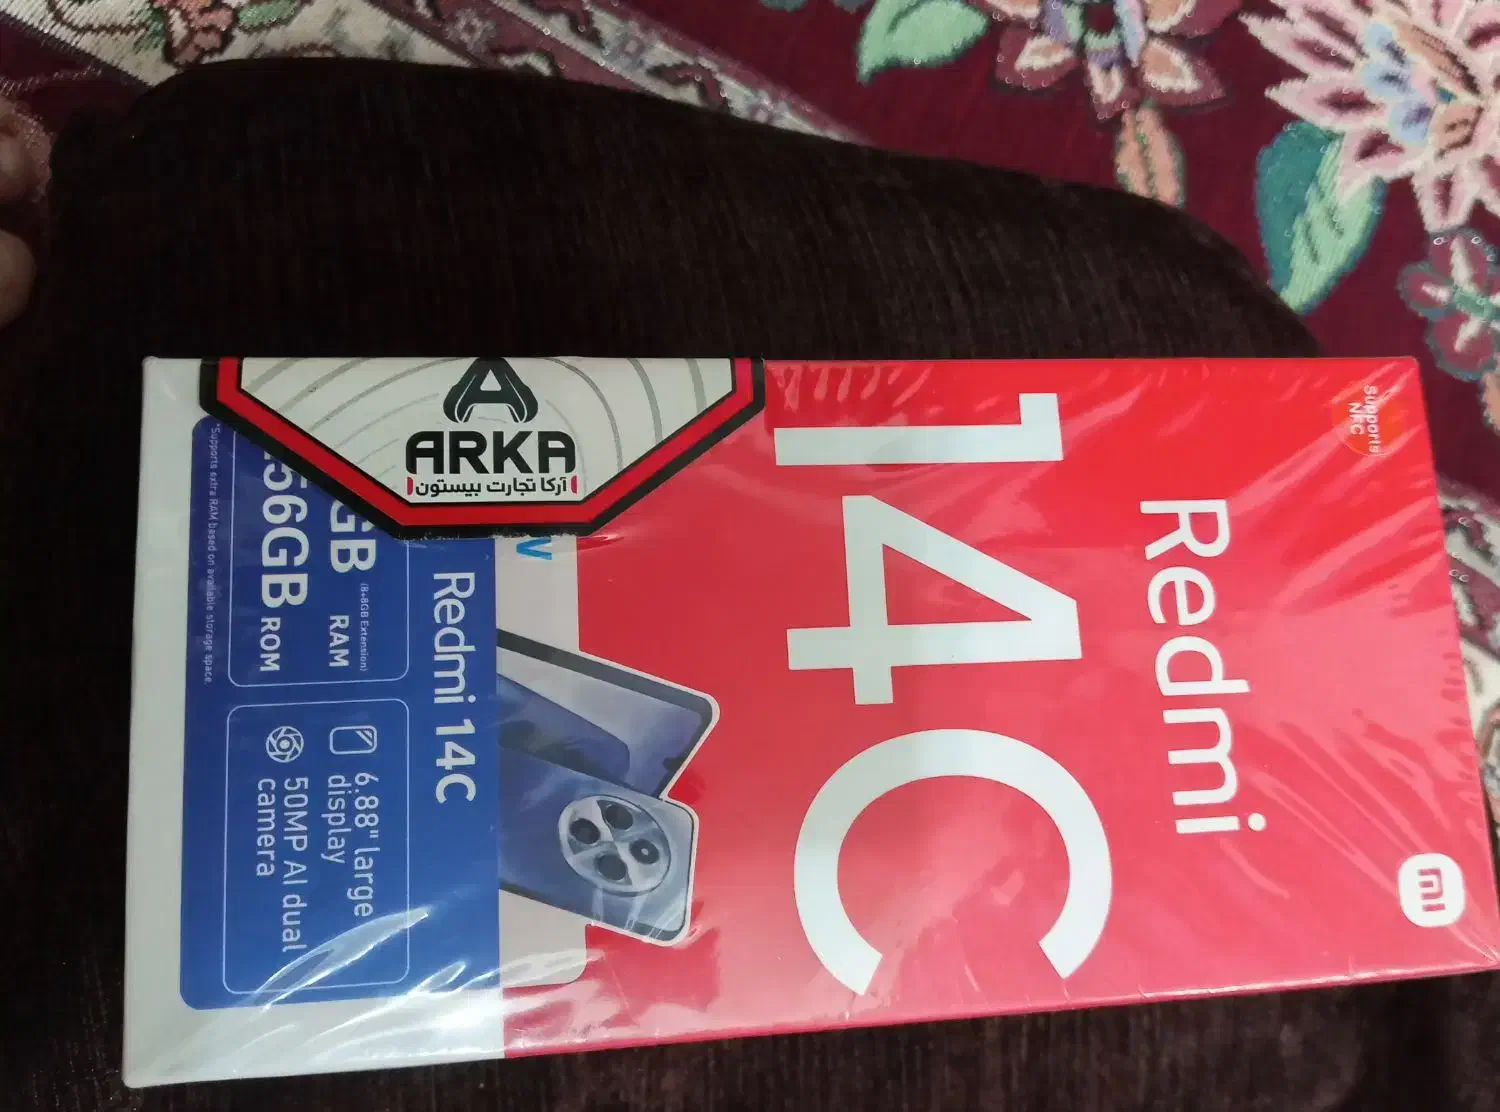 Supports
NFC
Redmi
14C
Redmi 14C
GB RAM
(8+8GB Extension)
56GB ROM
6.88" large
display
50MP AI dual
camera
*Supports extra RAM based on available storage space.
ARKA
آرکا تجارت بیستون